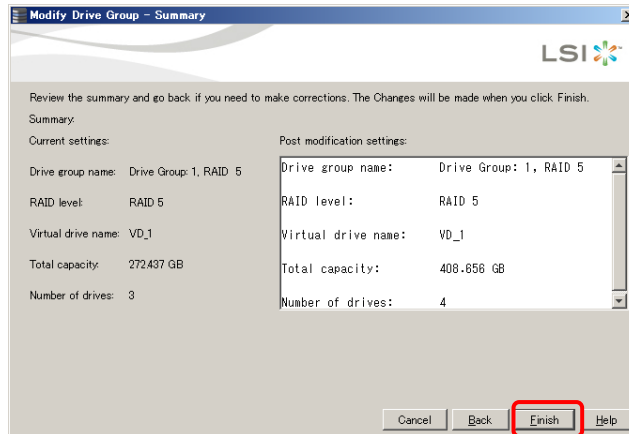 Modify Drive Group - Summary
LSI
Review the summary and go back if you need to make corrections. The Changes will be made when you click Finish.
Summary:
Current settings:
Drive group name: Drive Group: 1, RAID 5
RAID level: RAID 5
Virtual drive name: VD_1
Total capacity: 272.437 GB
Number of drives: 3
Post modification settings:
Drive group name: Drive Group: 1, RAID 5
RAID level: RAID 5
Virtual drive name: VD_1
Total capacity: 408.656 GB
Number of drives: 4
Cancel Back Finish Help